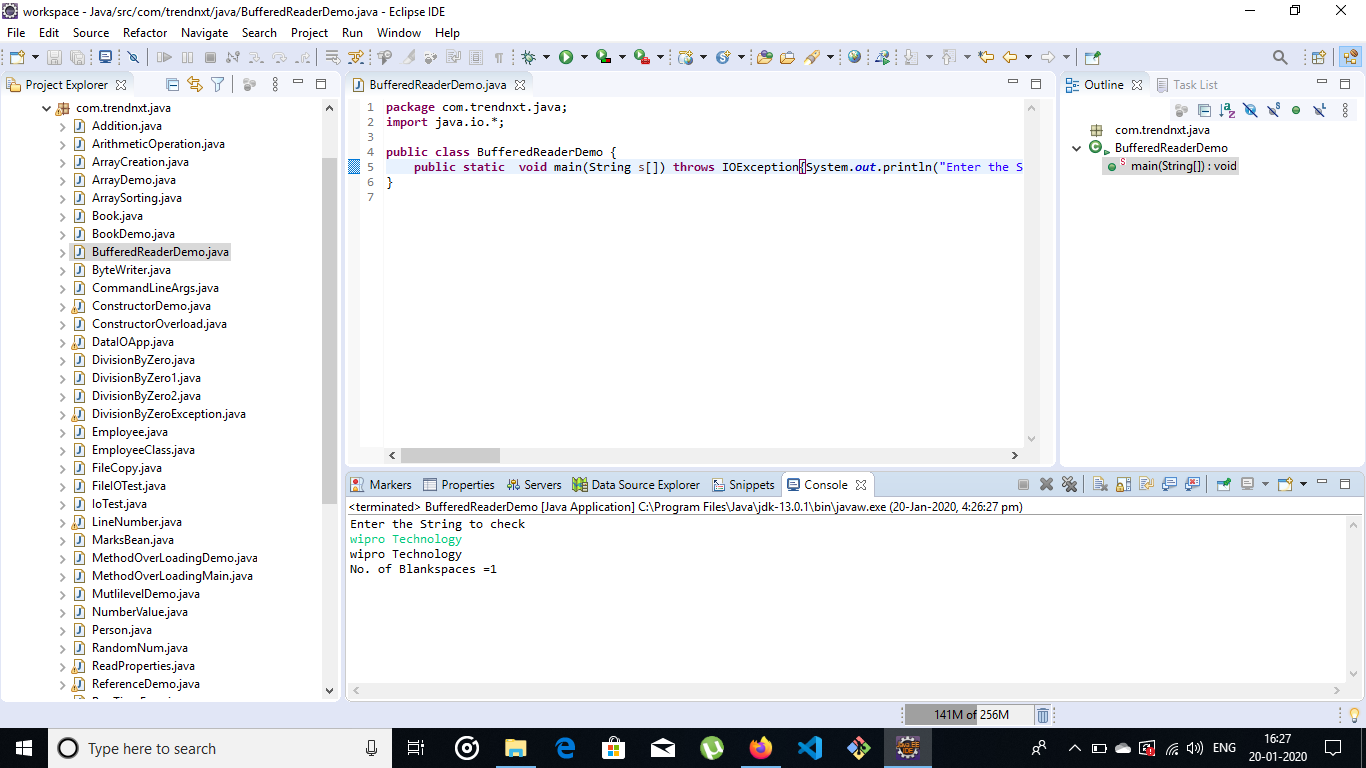 workspace - Java/src/com/trendnxt/java/BufferedReaderDemo.java - Eclipse IDE
File Edit Source Refactor Navigate Search Project Run Window Help
Project Explorer
com.trendnxt.java
Addition.java
ArithmeticOperation.java
ArrayCreation.java
ArrayDemo.java
ArraySorting.java
Book.java
BookDemo.java
BufferedReaderDemo.java
ByteWriter.java
CommandLineArgs.java
ConstructorDemo.java
ConstructorOverload.java
DataIOApp.java
DivisionByZero.java
DivisionByZero1.java
DivisionByZero2.java
DivisionByZeroException.java
Employee.java
EmployeeClass.java
FileCopy.java
FileIOTest.java
IoTest.java
LineNumber.java
MarksBean.java
MethodOverLoadingDemo.java
MethodOverLoadingMain.java
MutlilevelDemo.java
NumberValue.java
Person.java
RandomNum.java
ReadProperties.java
ReferenceDemo.java
BufferedReaderDemo.java
1 package com.trendnxt.java;
2 import java.io.*;
3
4 public class BufferedReaderDemo {
5 public static  void main(String s[]) throws IOException{System.out.println("Enter the S
6 }
7
Outline Task List
com.trendnxt.java
BufferedReaderDemo
main(String[]) : void
Markers Properties Servers Data Source Explorer Snippets Console
<terminated> BufferedReaderDemo [Java Application] C:\Program Files\Java\jdk-13.0.1\bin\javaw.exe (20-Jan-2020, 4:26:27 pm)
Enter the String to check
wipro Technology
wipro Technology
No. of Blankspaces =1
141M of 256M
Type here to search
ENG
16:27
20-01-2020